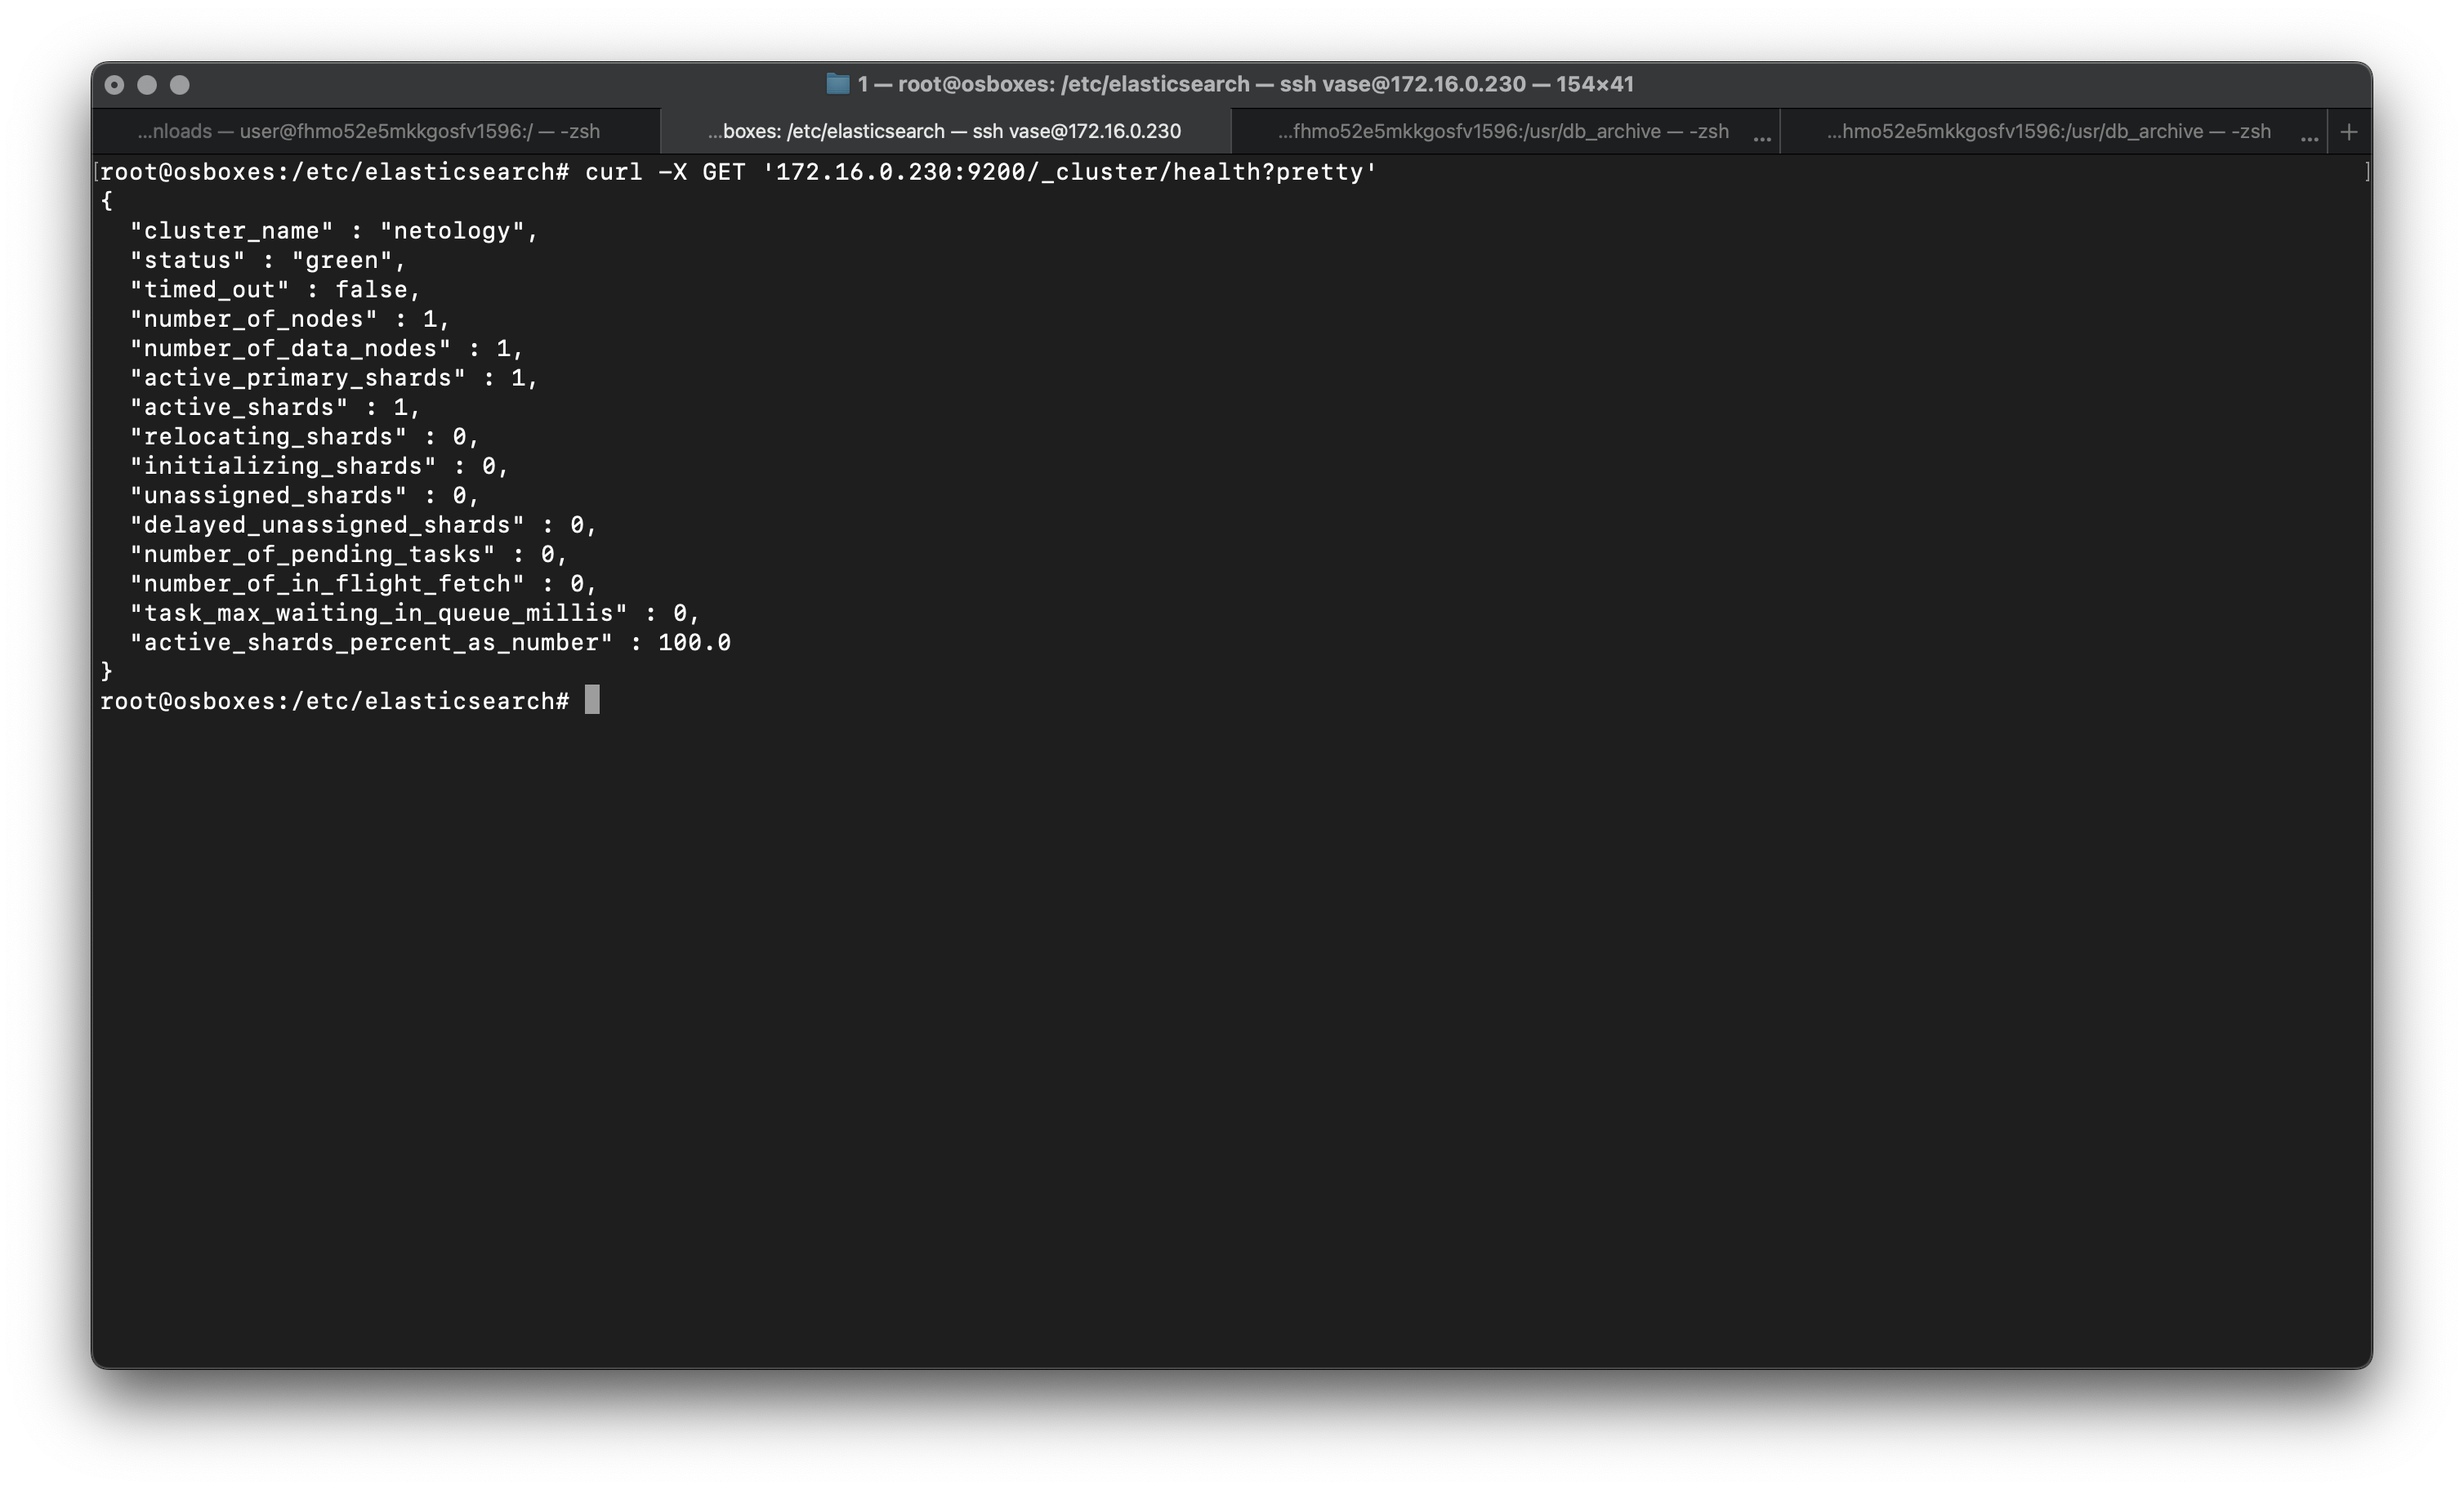 1 — root@osboxes: /etc/elasticsearch — ssh vase@172.16.0.230 — 154×41
...nloads — user@fhmo52e5mkkgosfv1596:/ — -zsh
...boxes: /etc/elasticsearch — ssh vase@172.16.0.230
...fhmo52e5mkkgosfv1596:/usr/db_archive — -zsh ...
...hmo52e5mkkgosfv1596:/usr/db_archive — -zsh ... +
[root@osboxes:/etc/elasticsearch# curl -X GET '172.16.0.230:9200/_cluster/health?pretty' ]
{
  "cluster_name" : "netology",
  "status" : "green",
  "timed_out" : false,
  "number_of_nodes" : 1,
  "number_of_data_nodes" : 1,
  "active_primary_shards" : 1,
  "active_shards" : 1,
  "relocating_shards" : 0,
  "initializing_shards" : 0,
  "unassigned_shards" : 0,
  "delayed_unassigned_shards" : 0,
  "number_of_pending_tasks" : 0,
  "number_of_in_flight_fetch" : 0,
  "task_max_waiting_in_queue_millis" : 0,
  "active_shards_percent_as_number" : 100.0
}
root@osboxes:/etc/elasticsearch#